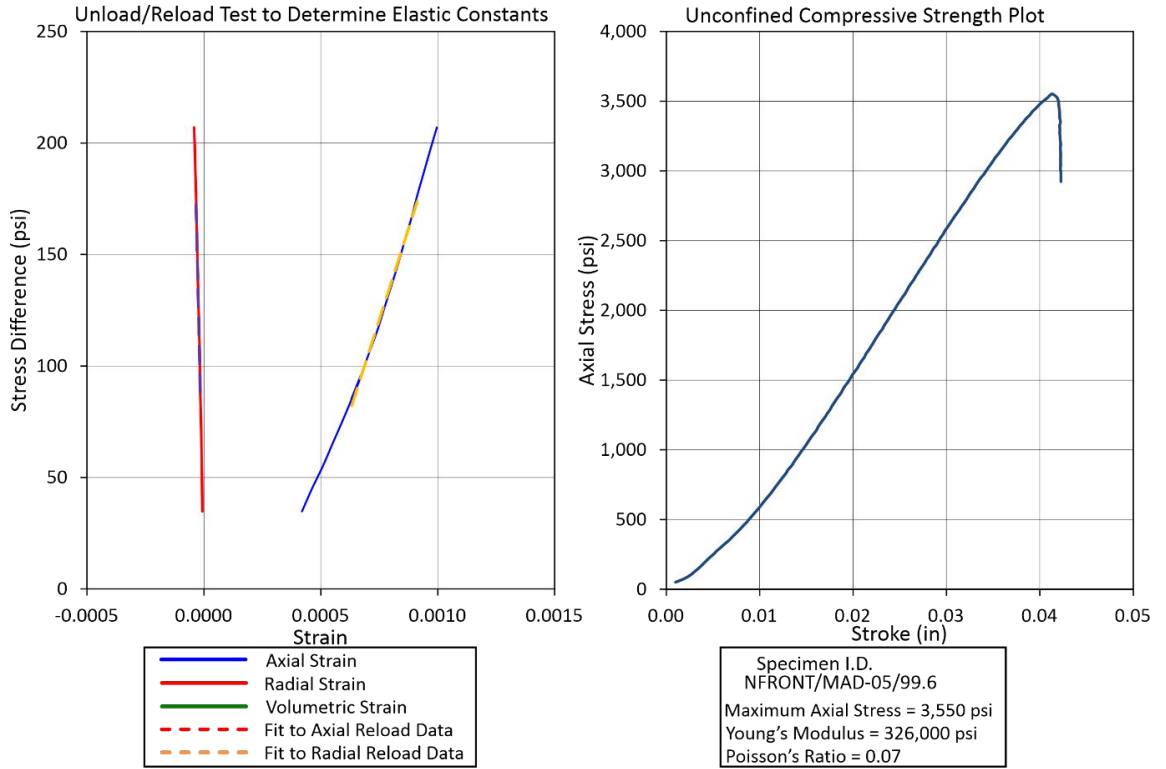 Unload/Reload Test to Determine Elastic Constants
250
200
150
100
50
0
Stress Difference (psi)
-0.0005 0.0000 0.0005 0.0010 0.0015
Strain
Axial Strain
Radial Strain
Volumetric Strain
Fit to Axial Reload Data
Fit to Radial Reload Data
Unconfined Compressive Strength Plot
4,000
3,500
3,000
2,500
2,000
1,500
1,000
500
0
Axial Stress (psi)
0.00 0.01 0.02 0.03 0.04 0.05
Stroke (in)
Specimen I.D.
NFRONT/MAD-05/99.6
Maximum Axial Stress = 3,550 psi
Young’s Modulus = 326,000 psi
Poisson’s Ratio = 0.07